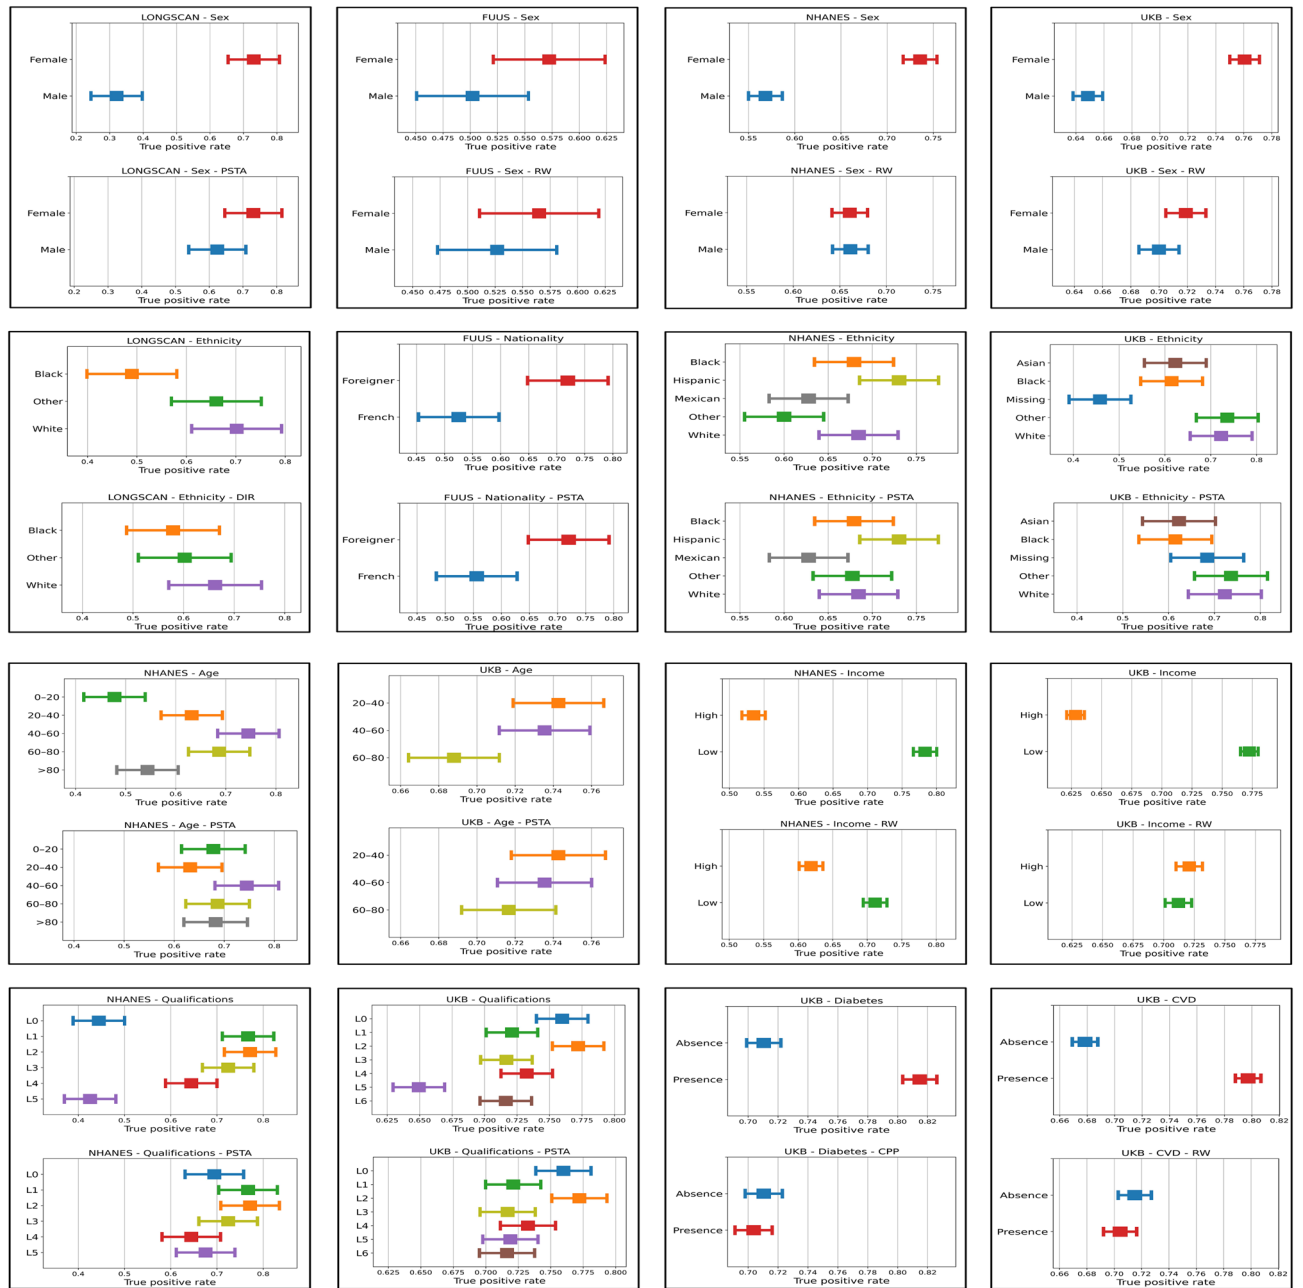 LONGSCAN - Sex
Female
Male
0.2 0.3 0.4 0.5 0.6 0.7 0.8
True positive rate
LONGSCAN - Sex - PSTA
Female
Male
0.2 0.3 0.4 0.5 0.6 0.7 0.8
True positive rate
FUUS - Sex
Female
Male
0.450 0.475 0.500 0.525 0.550 0.575 0.600 0.625
True positive rate
FUUS - Sex - RW
Female
Male
0.450 0.475 0.500 0.525 0.550 0.575 0.600 0.625
True positive rate
NHANES - Sex
Female
Male
0.55 0.60 0.65 0.70 0.75
True positive rate
NHANES - Sex - RW
Female
Male
0.55 0.60 0.65 0.70 0.75
True positive rate
UKB - Sex
Female
Male
0.64 0.66 0.68 0.70 0.72 0.74 0.76 0.78
True positive rate
UKB - Sex - RW
Female
Male
0.64 0.66 0.68 0.70 0.72 0.74 0.76 0.78
True positive rate
LONGSCAN - Ethnicity
Black
Other
White
0.4 0.5 0.6 0.7 0.8
True positive rate
LONGSCAN - Ethnicity - DIR
Black
Other
White
0.4 0.5 0.6 0.7 0.8
True positive rate
FUUS - Nationality
Foreigner
French
0.45 0.50 0.55 0.60 0.65 0.70 0.75 0.80
True positive rate
FUUS - Nationality - PSTA
Foreigner
French
0.45 0.50 0.55 0.60 0.65 0.70 0.75 0.80
True positive rate
NHANES - Ethnicity
Black
Hispanic
Mexican
Other
White
0.55 0.60 0.65 0.70 0.75
True positive rate
NHANES - Ethnicity - PSTA
Black
Hispanic
Mexican
Other
White
0.55 0.60 0.65 0.70 0.75
True positive rate
UKB - Ethnicity
Asian
Black
Missing
Other
White
0.4 0.5 0.6 0.7 0.8
True positive rate
UKB - Ethnicity - PSTA
Asian
Black
Missing
Other
White
0.4 0.5 0.6 0.7 0.8
True positive rate
NHANES - Age
0–20
20–40
40–60
60–80
>80
0.4 0.5 0.6 0.7 0.8
True positive rate
NHANES - Age - PSTA
0–20
20–40
40–60
60–80
>80
0.4 0.5 0.6 0.7 0.8
True positive rate
UKB - Age
20–40
40–60
60–80
0.66 0.68 0.70 0.72 0.74 0.76
True positive rate
UKB - Age - PSTA
20–40
40–60
60–80
0.66 0.68 0.70 0.72 0.74 0.76
True positive rate
NHANES - Income
High
Low
0.50 0.55 0.60 0.65 0.70 0.75 0.80
True positive rate
NHANES - Income - RW
High
Low
0.50 0.55 0.60 0.65 0.70 0.75 0.80
True positive rate
UKB - Income
High
Low
0.625 0.650 0.675 0.700 0.725 0.750 0.775
True positive rate
UKB - Income - RW
High
Low
0.625 0.650 0.675 0.700 0.725 0.750 0.775
True positive rate
NHANES - Qualifications
L0
L1
L2
L3
L4
L5
0.4 0.5 0.6 0.7 0.8
True positive rate
NHANES - Qualifications - PSTA
L0
L1
L2
L3
L4
L5
0.4 0.5 0.6 0.7 0.8
True positive rate
UKB - Qualifications
L0
L1
L2
L3
L4
L5
L6
0.625 0.650 0.675 0.700 0.725 0.750 0.775 0.800
True positive rate
UKB - Qualifications - PSTA
L0
L1
L2
L3
L4
L5
L6
0.625 0.650 0.675 0.700 0.725 0.750 0.775 0.800
True positive rate
UKB - Diabetes
Absence
Presence
0.70 0.72 0.74 0.76 0.78 0.80 0.82
True positive rate
UKB - Diabetes - CPP
Absence
Presence
0.70 0.72 0.74 0.76 0.78 0.80 0.82
True positive rate
UKB - CVD
Absence
Presence
0.66 0.68 0.70 0.72 0.74 0.76 0.78 0.80 0.82
True positive rate
UKB - CVD - RW
Absence
Presence
0.66 0.68 0.70 0.72 0.74 0.76 0.78 0.80 0.82
True positive rate